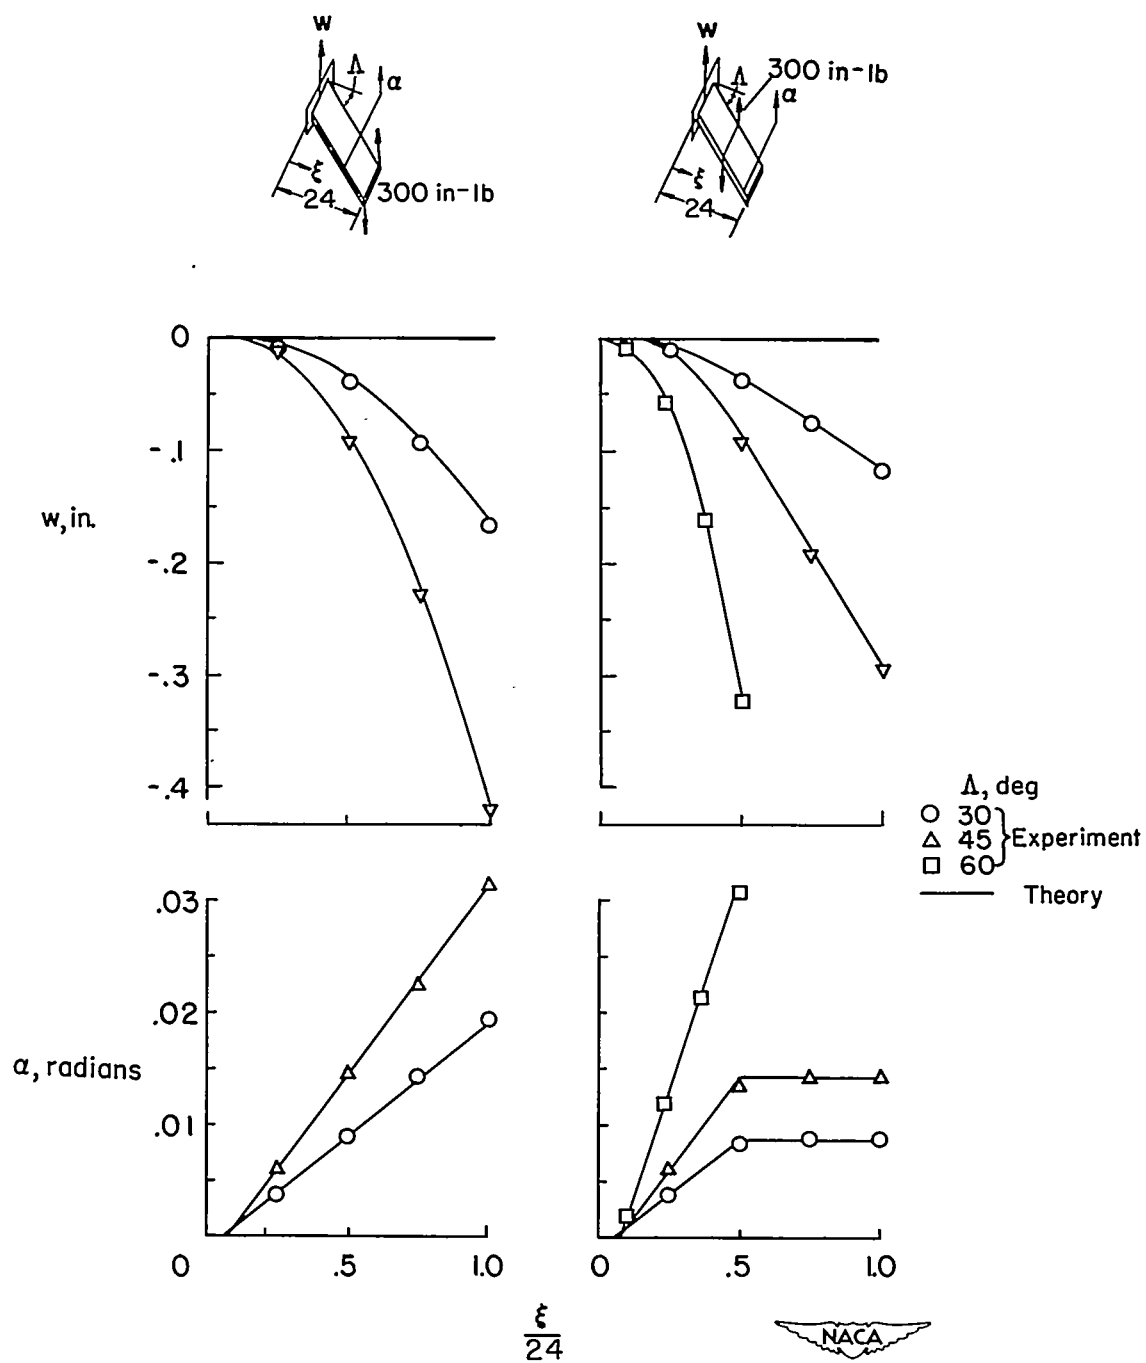 w
Λ
α
ξ
24
300 in-lb
w
Λ
300 in-lb
α
ξ
24
0
-.1
w, in.
-.2
-.3
-.4
Λ, deg
30
45
60
Experiment
Theory
.03
.02
α, radians
.01
0
.5
1.0
0
.5
1.0
ξ
24
NACA